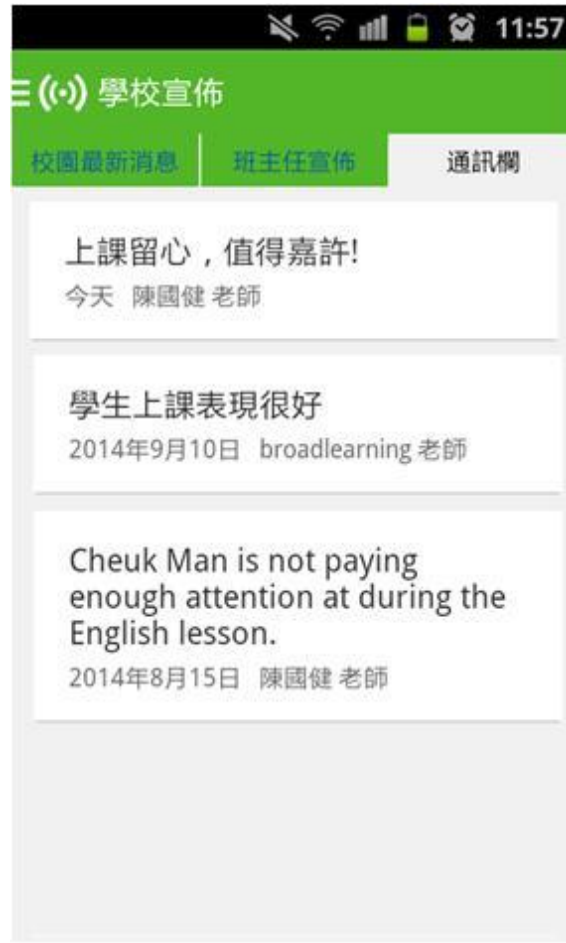 11:57
學校宣佈
校園最新消息 班主任宣佈 通訊欄
上課留心，值得嘉許!
今天 陳國健 老師
學生上課表現很好
2014年9月10日 broadlearning 老師
Cheuk Man is not paying
enough attention at during the
English lesson.
2014年8月15日 陳國健 老師